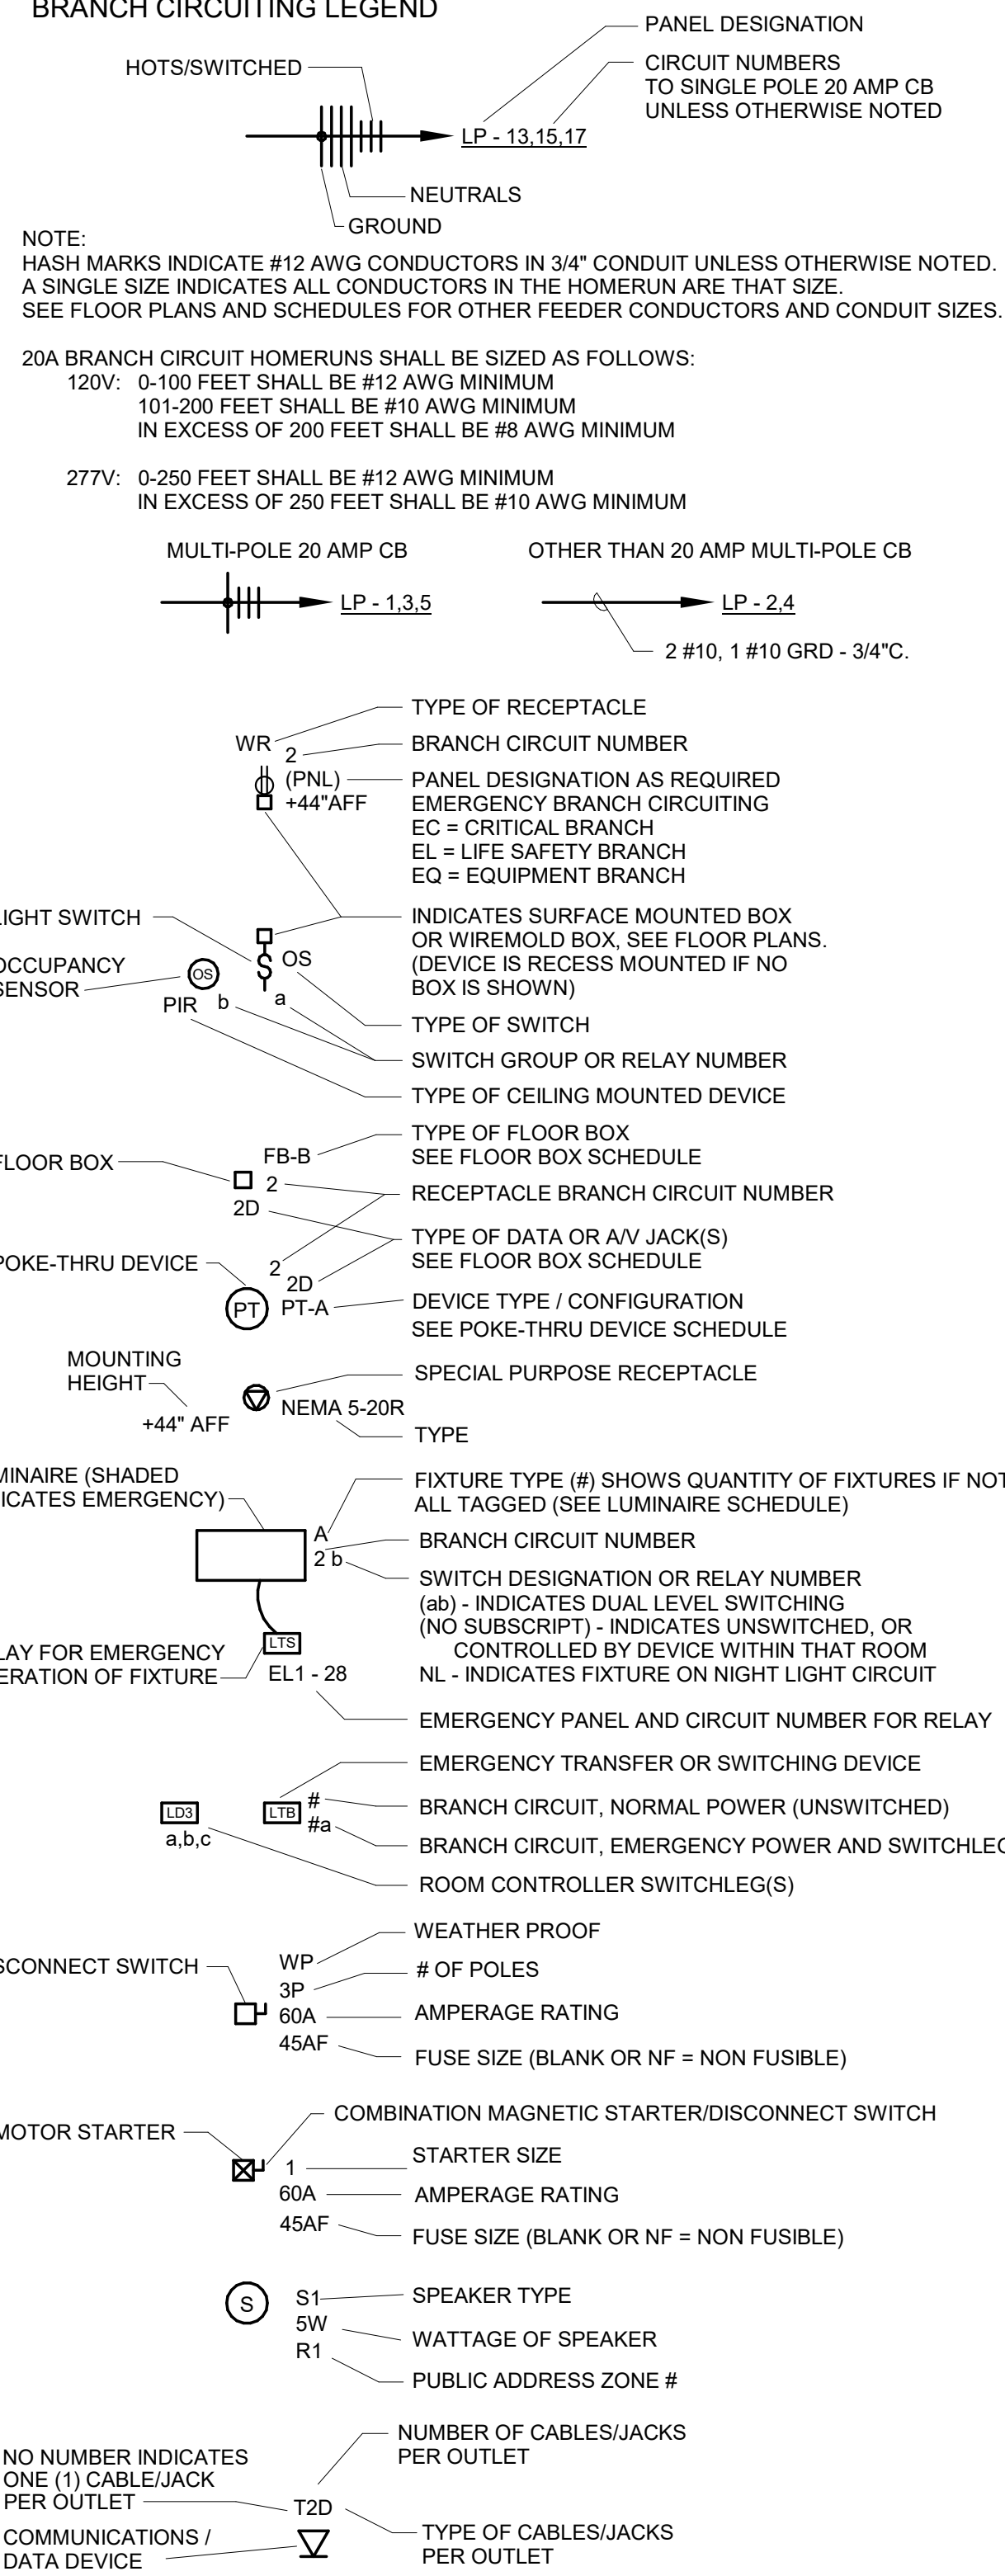 BRANCH CIRCUITING LEGEND
PANEL DESIGNATION
HOTS/SWITCHED
CIRCUIT NUMBERS
TO SINGLE POLE 20 AMP CB
UNLESS OTHERWISE NOTED
LP - 13,15,17
NEUTRALS
GROUND
NOTE:
HASH MARKS INDICATE #12 AWG CONDUCTORS IN 3/4" CONDUIT UNLESS OTHERWISE NOTED.
A SINGLE SIZE INDICATES ALL CONDUCTORS IN THE HOMERUN ARE THAT SIZE.
SEE FLOOR PLANS AND SCHEDULES FOR OTHER FEEDER CONDUCTORS AND CONDUIT SIZES.
20A BRANCH CIRCUIT HOMERUNS SHALL BE SIZED AS FOLLOWS:
120V: 0-100 FEET SHALL BE #12 AWG MINIMUM
101-200 FEET SHALL BE #10 AWG MINIMUM
IN EXCESS OF 200 FEET SHALL BE #8 AWG MINIMUM
277V: 0-250 FEET SHALL BE #12 AWG MINIMUM
IN EXCESS OF 250 FEET SHALL BE #10 AWG MINIMUM
MULTI-POLE 20 AMP CB
OTHER THAN 20 AMP MULTI-POLE CB
LP - 1,3,5
LP - 2,4
2 #10, 1 #10 GRD - 3/4"C.
TYPE OF RECEPTACLE
WR
2
BRANCH CIRCUIT NUMBER
(PNL)
+44"AFF
PANEL DESIGNATION AS REQUIRED
EMERGENCY BRANCH CIRCUITING
EC = CRITICAL BRANCH
EL = LIFE SAFETY BRANCH
EQ = EQUIPMENT BRANCH
LIGHT SWITCH
INDICATES SURFACE MOUNTED BOX
OR WIREMOLD BOX, SEE FLOOR PLANS.
(DEVICE IS RECESS MOUNTED IF NO
BOX IS SHOWN)
OCCUPANCY
SENSOR
OS
S
OS
PIR
b
a
TYPE OF SWITCH
SWITCH GROUP OR RELAY NUMBER
TYPE OF CEILING MOUNTED DEVICE
TYPE OF FLOOR BOX
SEE FLOOR BOX SCHEDULE
FLOOR BOX
FB-B
2
2D
RECEPTACLE BRANCH CIRCUIT NUMBER
TYPE OF DATA OR A/V JACK(S)
SEE FLOOR BOX SCHEDULE
POKE-THRU DEVICE
2
2D
PT
PT-A
DEVICE TYPE / CONFIGURATION
SEE POKE-THRU DEVICE SCHEDULE
MOUNTING
HEIGHT
+44" AFF
SPECIAL PURPOSE RECEPTACLE
NEMA 5-20R
TYPE
MINAIRE (SHADED
ICATES EMERGENCY)
FIXTURE TYPE (#) SHOWS QUANTITY OF FIXTURES IF NOT
ALL TAGGED (SEE LUMINAIRE SCHEDULE)
A
2 b
BRANCH CIRCUIT NUMBER
SWITCH DESIGNATION OR RELAY NUMBER
(ab) - INDICATES DUAL LEVEL SWITCHING
(NO SUBSCRIPT) - INDICATES UNSWITCHED, OR
CONTROLLED BY DEVICE WITHIN THAT ROOM
NL - INDICATES FIXTURE ON NIGHT LIGHT CIRCUIT
LAY FOR EMERGENCY
ERATION OF FIXTURE
LTS
EL1 - 28
EMERGENCY PANEL AND CIRCUIT NUMBER FOR RELAY
EMERGENCY TRANSFER OR SWITCHING DEVICE
LD3
a,b,c
LTB
#
#a
BRANCH CIRCUIT, NORMAL POWER (UNSWITCHED)
BRANCH CIRCUIT, EMERGENCY POWER AND SWITCHLEG
ROOM CONTROLLER SWITCHLEG(S)
WEATHER PROOF
SCONNECT SWITCH
WP
3P
60A
45AF
# OF POLES
AMPERAGE RATING
FUSE SIZE (BLANK OR NF = NON FUSIBLE)
COMBINATION MAGNETIC STARTER/DISCONNECT SWITCH
MOTOR STARTER
1
60A
45AF
STARTER SIZE
AMPERAGE RATING
FUSE SIZE (BLANK OR NF = NON FUSIBLE)
S
S1
5W
R1
SPEAKER TYPE
WATTAGE OF SPEAKER
PUBLIC ADDRESS ZONE #
NUMBER OF CABLES/JACKS
PER OUTLET
NO NUMBER INDICATES
ONE (1) CABLE/JACK
PER OUTLET
T2D
COMMUNICATIONS /
DATA DEVICE
TYPE OF CABLES/JACKS
PER OUTLET